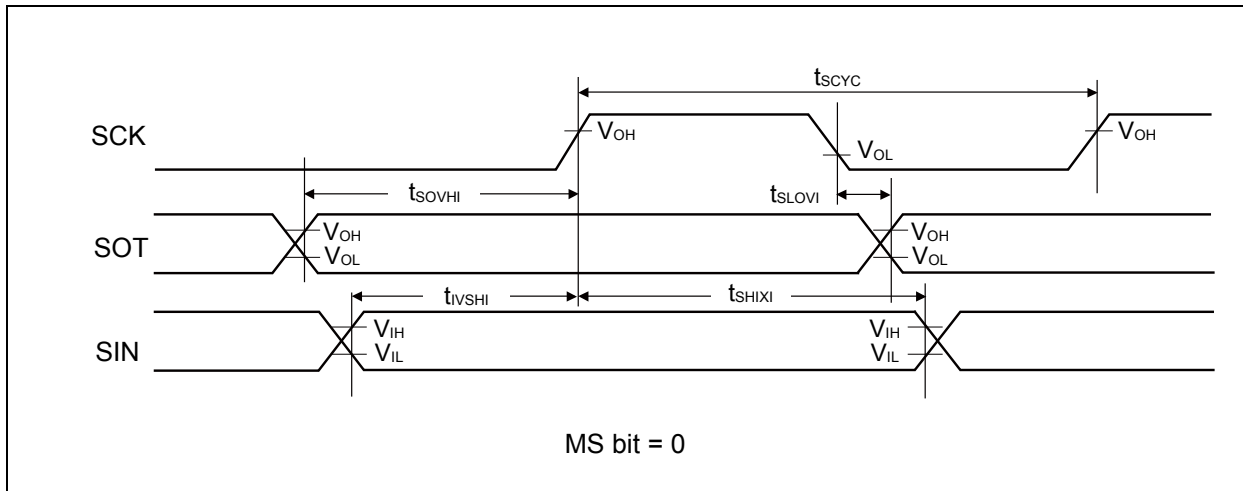 tSCYC
SCK
VOH
VOL
VOH
tSOVHI
tSLOVI
SOT
VOH
VOL
VOH
VOL
tIVSHI
tSHIXI
SIN
VIH
VIL
VIH
VIL
MS bit = 0